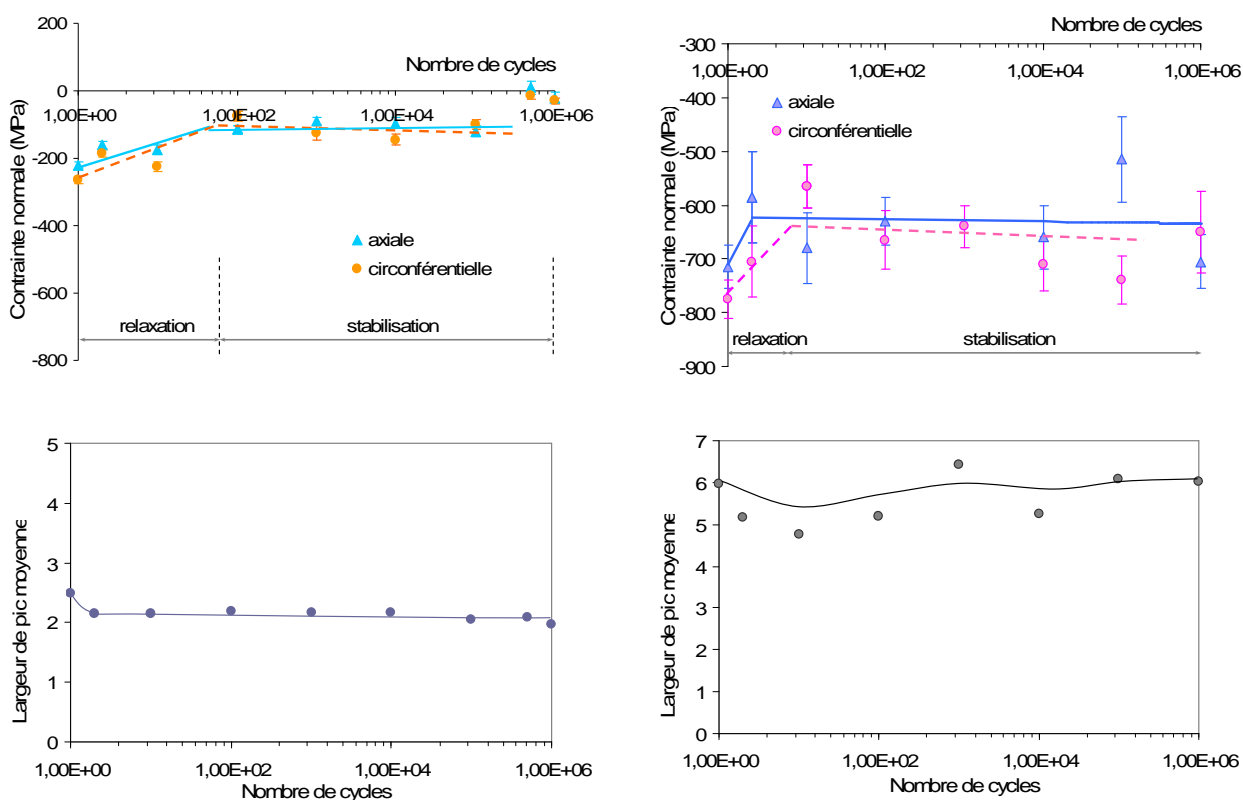 200
0
-200
-400
-600
-800
Contrainte normale (MPa)
Nombre de cycles
1,00E+00
1,00E+02
1,00E+04
1,00E+06
axiale
circonférentielle
relaxation
stabilisation
Nombre de cycles
-300
-400
-500
-600
-700
-800
-900
Contrainte normale (MPa)
1,00E+00
1,00E+02
1,00E+04
1,00E+06
axiale
circonférentielle
relaxation
stabilisation
5
4
3
2
1
0
Largeur de pic moyenne
1,00E+00
1,00E+02
1,00E+04
1,00E+06
Nombre de cycles
7
6
5
4
3
2
1
0
Largeur de pic moyenne
1,00E+00
1,00E+02
1,00E+04
1,00E+06
Nombre de cycles